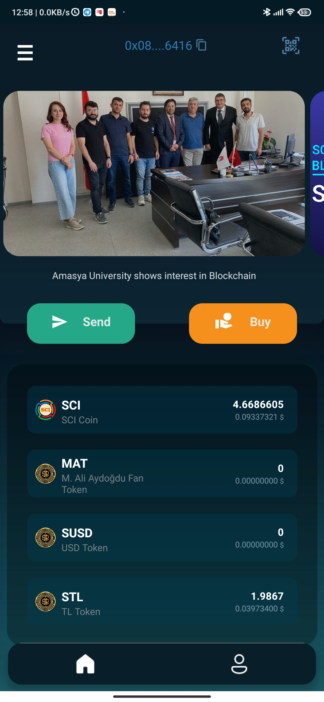 12:58 | 0.0KB/s
0x08....6416
SC
BL
S
Amasya University shows interest in Blockchain
Send
Buy
SCI
SCI Coin
4.6686605
0.09337321 $
MAT
M. Ali Aydoğdu Fan
Token
0
0.00000000 $
SUSD
USD Token
0
0.00000000 $
STL
TL Token
1.9867
0.03973400 $